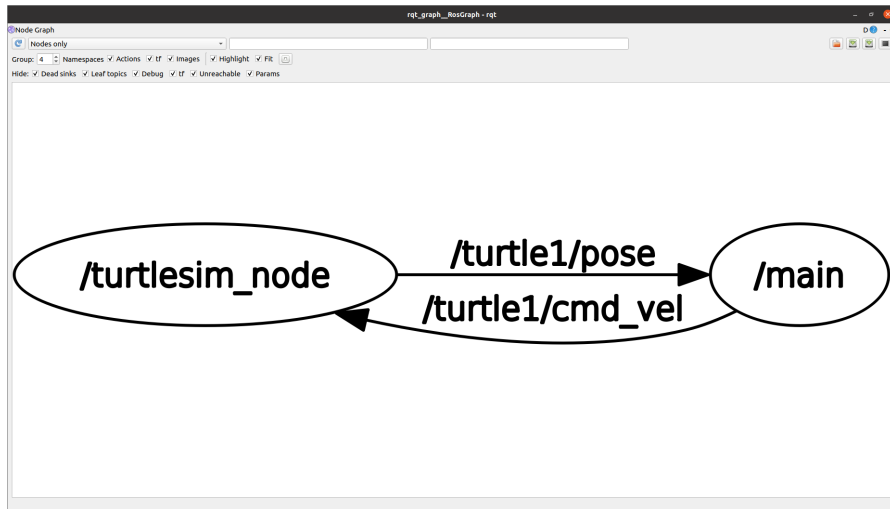 rqt_graph__RosGraph - rqt
Node Graph
D
Nodes only
Group: 4 Namespaces Actions tf Images Highlight Fit
Hide: Dead sinks Leaf topics Debug tf Unreachable Params
/turtlesim_node
/turtle1/pose
/main
/turtle1/cmd_vel